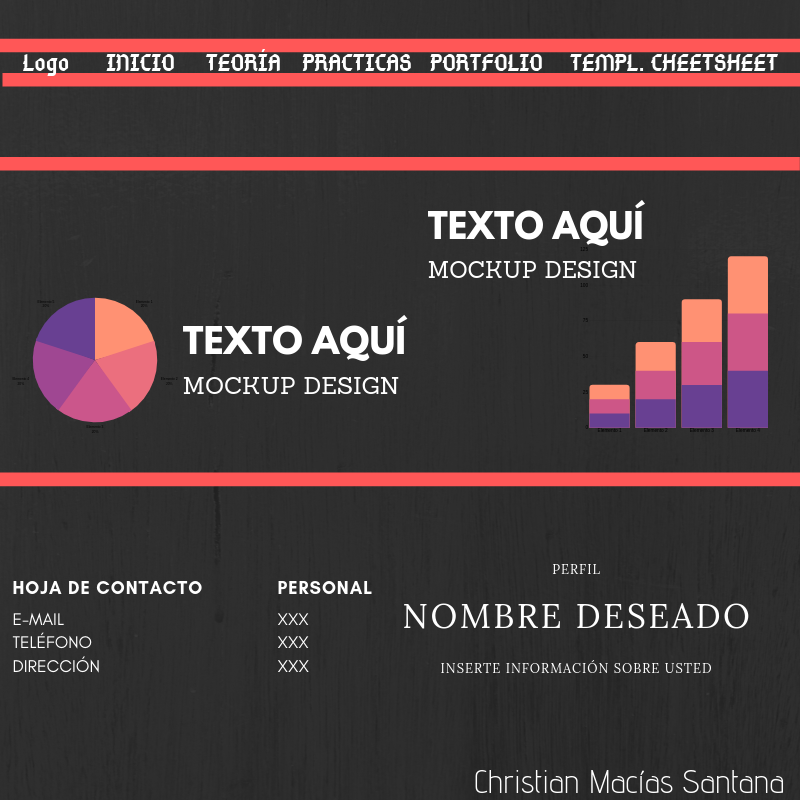 Logo INICIO TEORÍA PRACTICAS PORTFOLIO TEMPL. CHEETSHEET
TEXTO AQUÍ
MOCKUP DESIGN
TEXTO AQUÍ
MOCKUP DESIGN
HOJA DE CONTACTO PERSONAL
E-MAIL XXX
TELÉFONO XXX
DIRECCIÓN XXX
PERFIL
NOMBRE DESEADO
INSERTE INFORMACIÓN SOBRE USTED
Christian Macías Santana